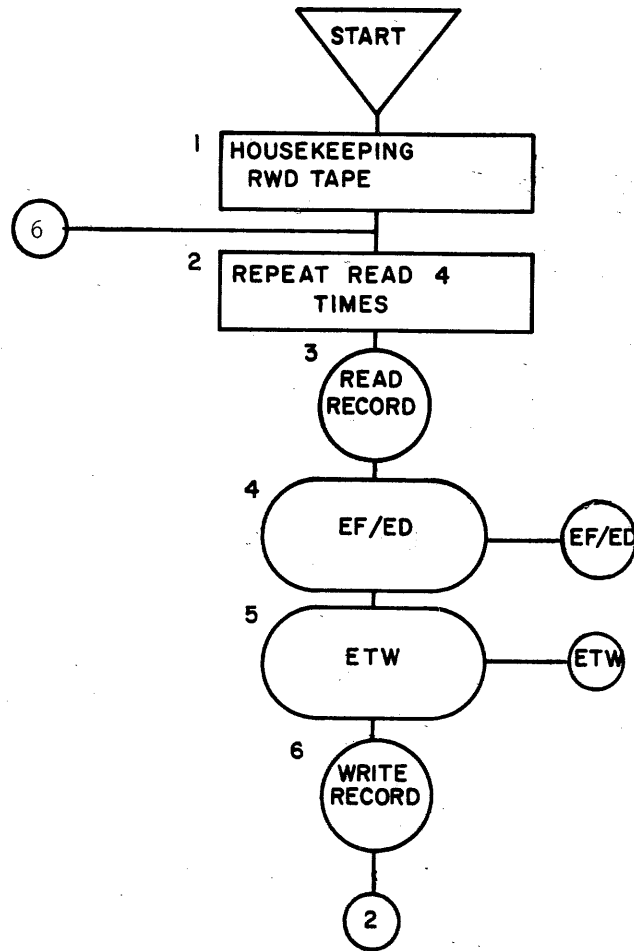 START
1
HOUSEKEEPING
RWD TAPE
6
2
REPEAT READ 4
TIMES
3
READ
RECORD
4
EF/ED
EF/ED
5
ETW
ETW
6
WRITE
RECORD
2